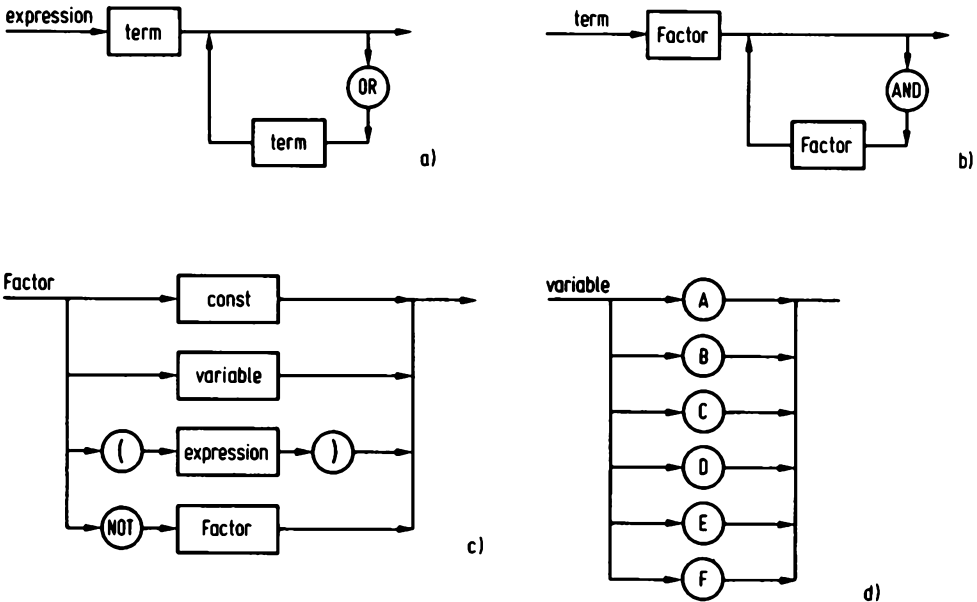 expression
term
OR
term
a)
term
Factor
AND
Factor
b)
Factor
const
variable
( expression )
NOT Factor
c)
variable
A
B
C
D
E
F
d)